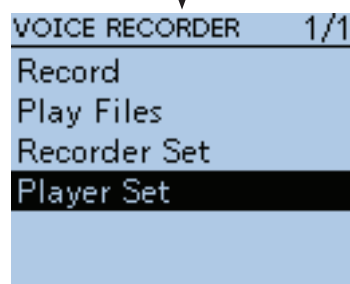 VOICE RECORDER 1/1
Record
Play Files
Recorder Set
Player Set